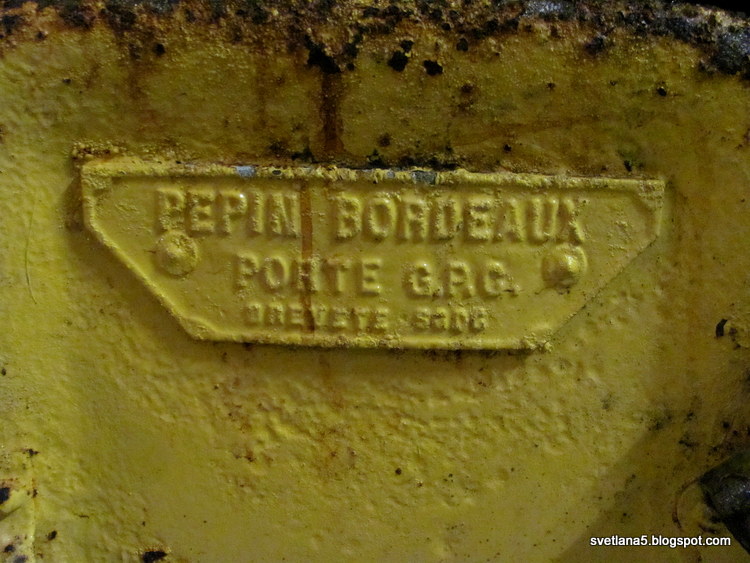 PEPIN BORDEAUX
PORTE G.P.G.
BREVETE SGDG
svetlana5.blogspot.com